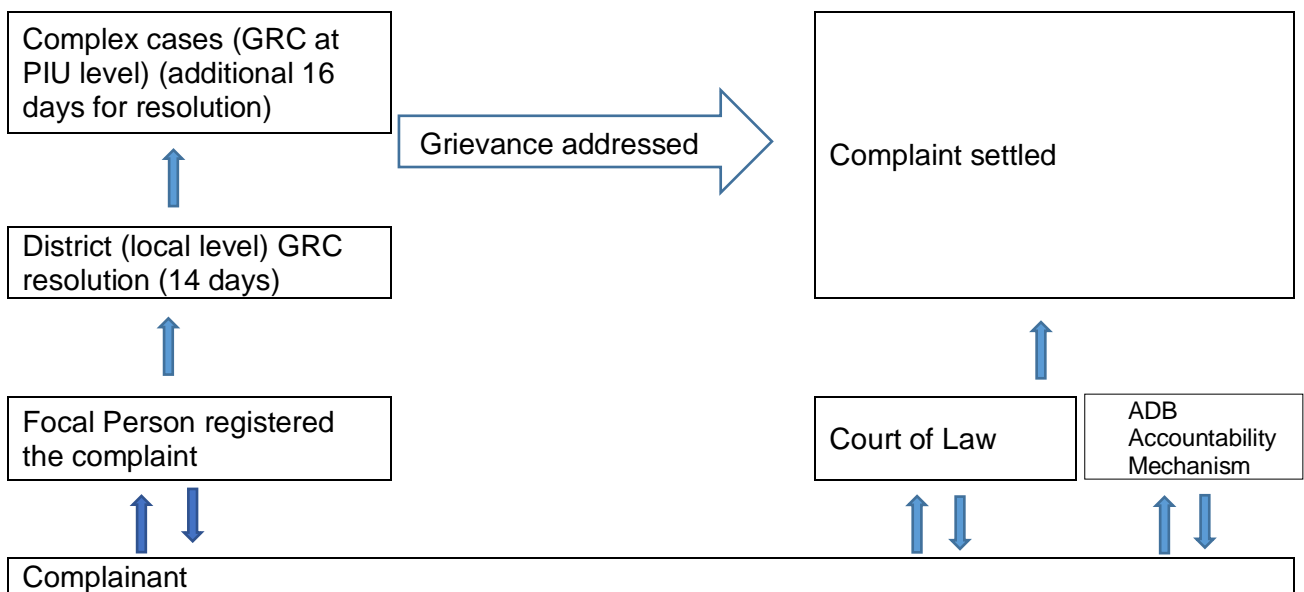 Complex cases (GRC at
PIU level) (additional 16
days for resolution)
Grievance addressed
Complaint settled
District (local level) GRC
resolution (14 days)
Focal Person registered
the complaint
Court of Law
ADB
Accountability
Mechanism
Complainant